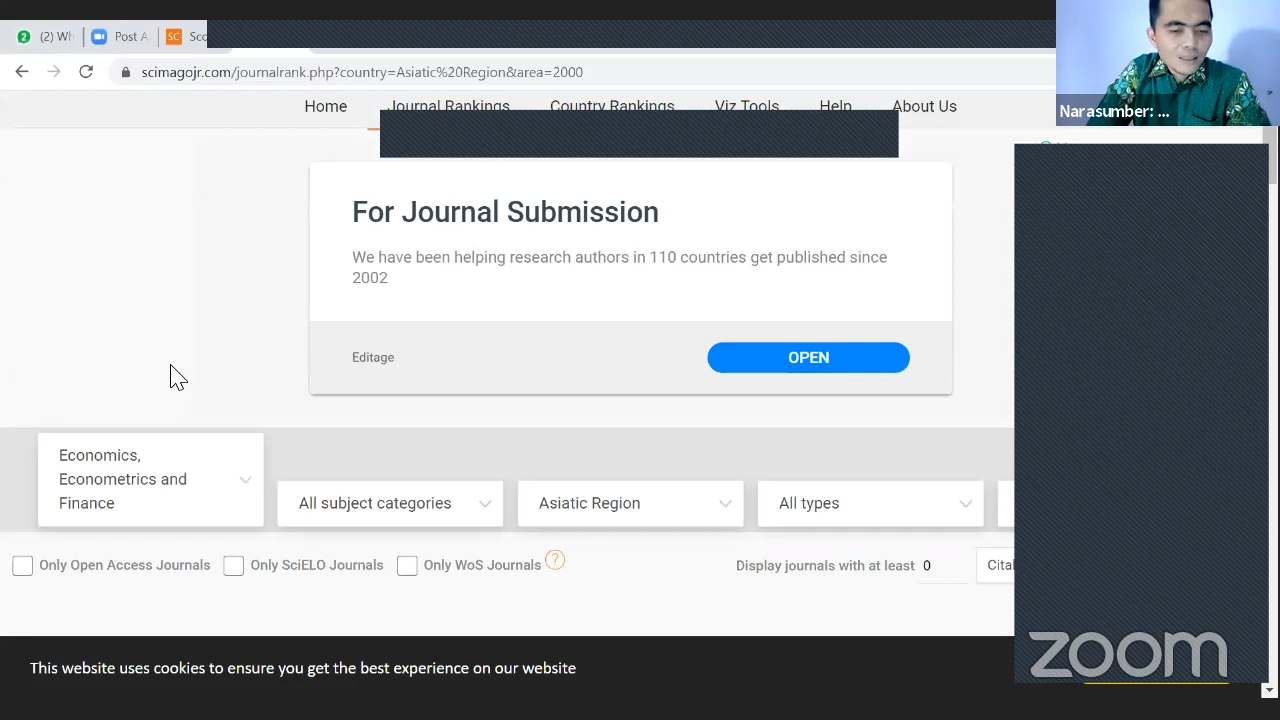 (2) Wh
Post A
Sco
scimagojr.com/journalrank.php?country=Asiatic%20Region&area=2000
Narasumber: ...
Home Journal Rankings Country Rankings Viz Tools Help About Us
For Journal Submission
We have been helping research authors in 110 countries get published since
2002
Editage
OPEN
Economics,
Econometrics and
Finance
All subject categories
Asiatic Region
All types
Only Open Access Journals
Only SciELO Journals
Only WoS Journals
?
Display journals with at least 0
Citat
This website uses cookies to ensure you get the best experience on our website
zoom